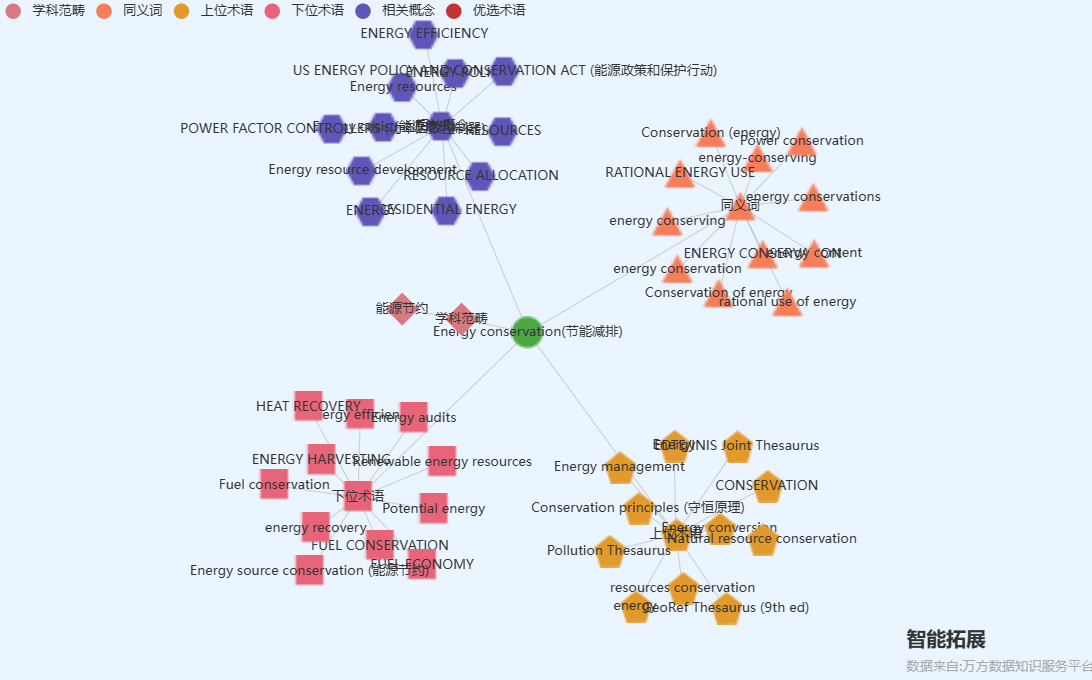 学科范畴 同义词 上位术语 下位术语 相关概念 优选术语
ENERGY EFFICIENCY
US ENERGY POLICY AND CONSERVATION ACT (能源政策和保护行动)
Energy resources
POWER FACTOR CONTROLLERS
RESOURCES
Energy resource development
RESOURCE ALLOCATION
ENERGY
RESIDENTIAL ENERGY
Conservation (energy)
Power conservation
energy-conserving
RATIONAL ENERGY USE
energy conservations
同义词
energy conserving
ENERGY CONSERVATION
energy content
energy conservation
Conservation of energy
rational use of energy
能源节约
学科范畴
Energy conservation(节能减排)
HEAT RECOVERY
Energy audits
ENERGY HARVESTING
Renewable energy resources
Fuel conservation
下位术语
Potential energy
energy recovery
FUEL CONSERVATION
FUEL ECONOMY
Energy source conservation (能源节约)
Energy
INIS Joint Thesaurus
Energy management
CONSERVATION
Conservation principles (守恒原理)
Energy conversion
上位术语
Natural resource conservation
Pollution Thesaurus
resources conservation
energy
GeoRef Thesaurus (9th ed)
智能拓展
数据来自:万方数据知识服务平台